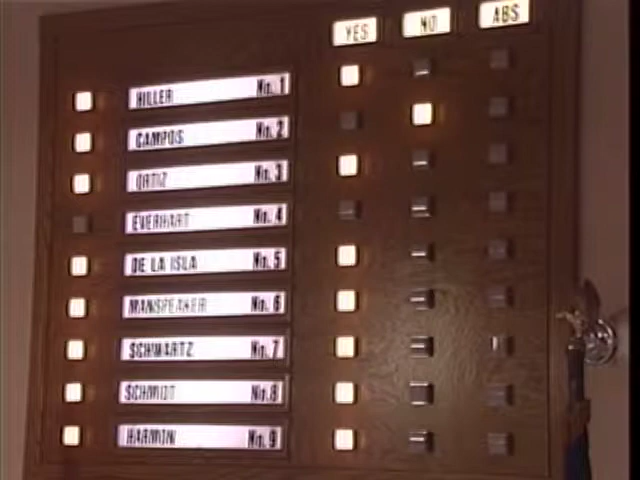 YES NO ABS
HILLER No. 1
CAMPOS No. 2
ORTIZ No. 3
EVERHART No. 4
DE LA ISLA No. 5
MANSPEAKER No. 6
SCHWARTZ No. 7
SCHMIDT No. 8
HARMON No. 9